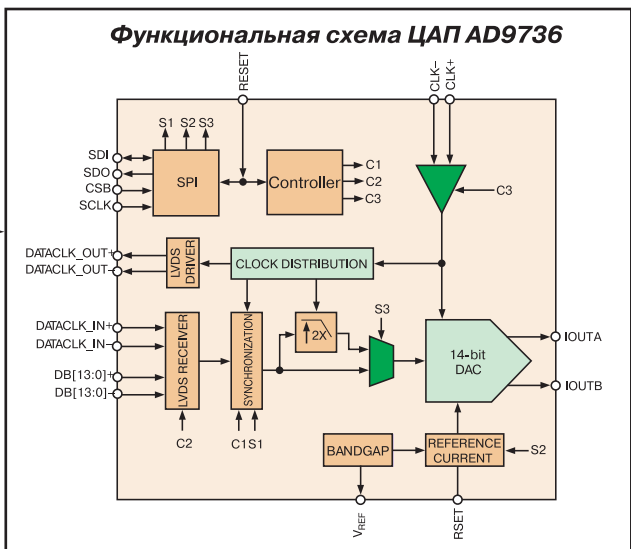 Функциональная схема ЦАП AD9736
RESET
CLK–
CLK+
S1 S2 S3
SDI
SDO
CSB
SCLK
SPI
Controller
C1
C2
C3
C3
DATACLK_OUT+
DATACLK_OUT–
LVDS
DRIVER
CLOCK DISTRIBUTION
S3
DATACLK_IN+
DATACLK_IN–
DB[13:0]+
DB[13:0]–
LVDS RECEIVER
SYNCHRONIZATION
2X
14-bit
DAC
IOUTA
IOUTB
C2
C1 S1
BANDGAP
REFERENCE
CURRENT
S2
VREF
RSET